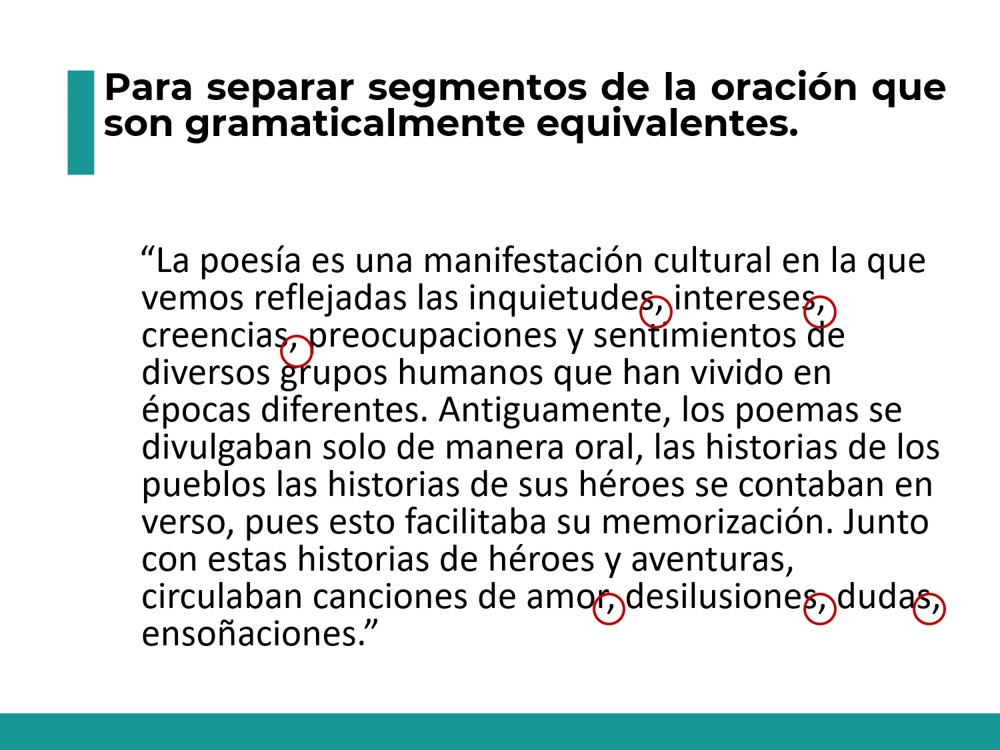 Para separar segmentos de la oración que
son gramaticalmente equivalentes.
“La poesía es una manifestación cultural en la que
vemos reflejadas las inquietudes, intereses,
creencias, preocupaciones y sentimientos de
diversos grupos humanos que han vivido en
épocas diferentes. Antiguamente, los poemas se
divulgaban solo de manera oral, las historias de los
pueblos las historias de sus héroes se contaban en
verso, pues esto facilitaba su memorización. Junto
con estas historias de héroes y aventuras,
circulaban canciones de amor, desilusiones, dudas,
ensoñaciones.”